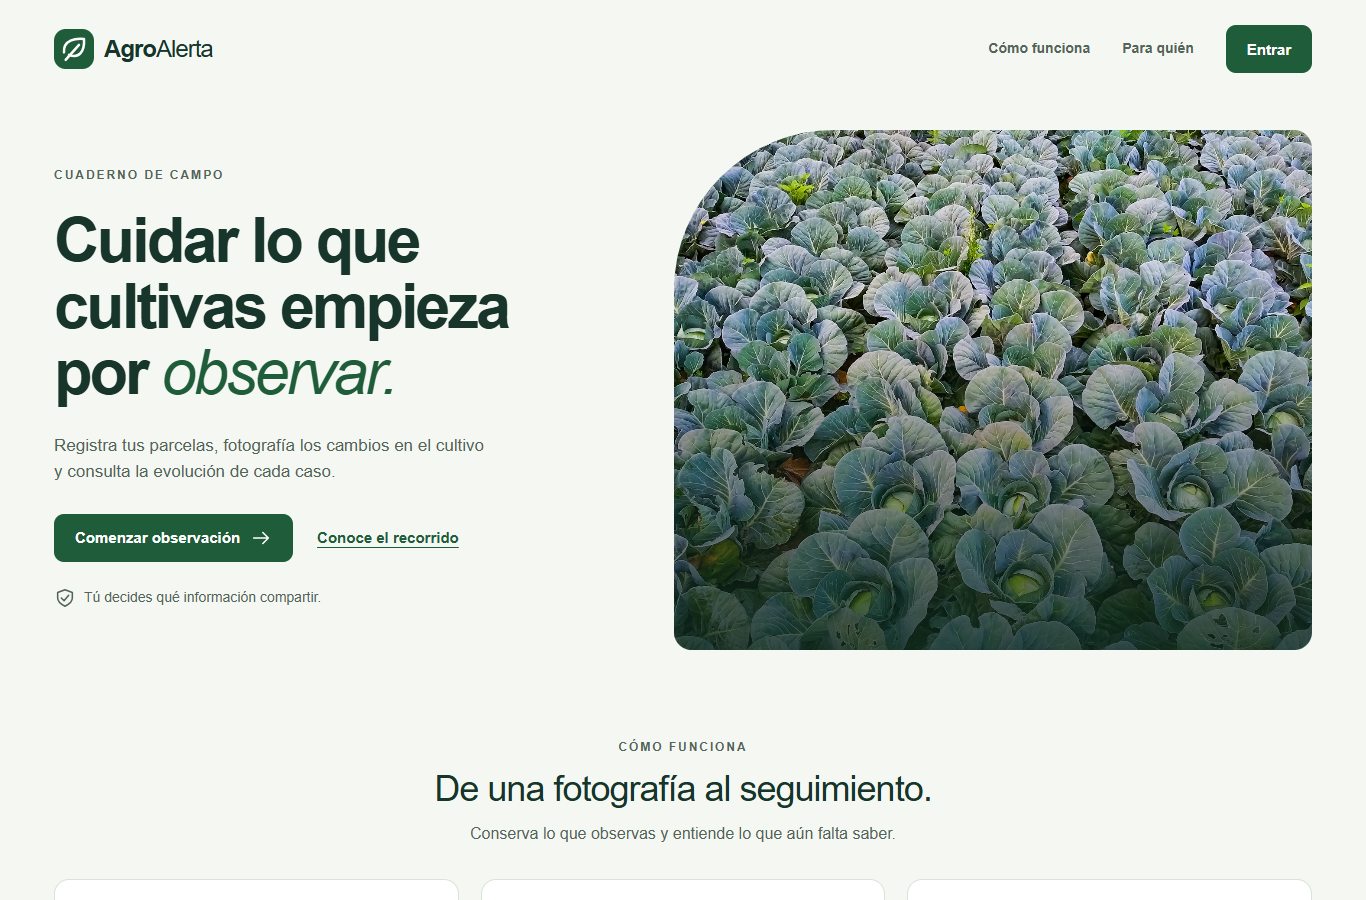 AgroAlerta
Cómo funciona
Para quién
Entrar
CUADERNO DE CAMPO
Cuidar lo que
cultivas empieza
por observar.
Registra tus parcelas, fotografía los cambios en el cultivo
y consulta la evolución de cada caso.
Comenzar observación
Conoce el recorrido
Tú decides qué información compartir.
CÓMO FUNCIONA
De una fotografía al seguimiento.
Conserva lo que observas y entiende lo que aún falta saber.